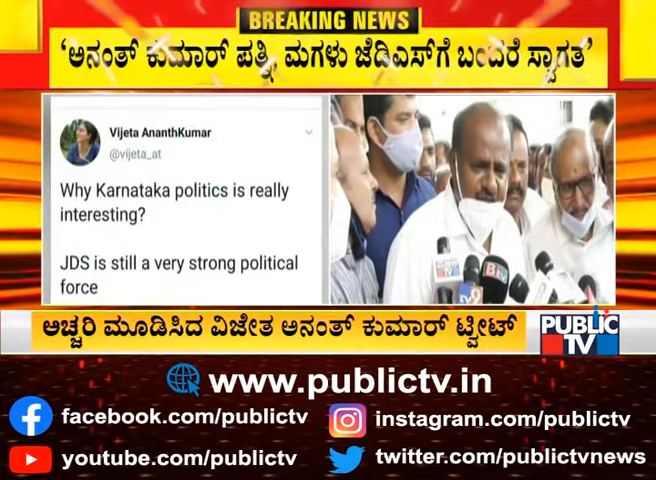 BREAKING NEWS
‘ಅನಂತ್ ಕುಮಾರ್ ಪತ್ನಿ, ಮಗಳು ಜೆಡಿಎಸ್‌ಗೆ ಬಂದರೆ ಸ್ವಾಗತ’
Vijeta AnanthKumar
@vijeta_at
Why Karnataka politics is really
interesting?
JDS is still a very strong political
force
ಅಚ್ಚರಿ ಮೂಡಿಸಿದ ವಿಜೇತ ಅನಂತ್ ಕುಮಾರ್ ಟ್ವೀಟ್
PUBLIC
TV
www.publictv.in
facebook.com/publictv
instagram.com/publictv
youtube.com/publictv
twitter.com/publictvnews